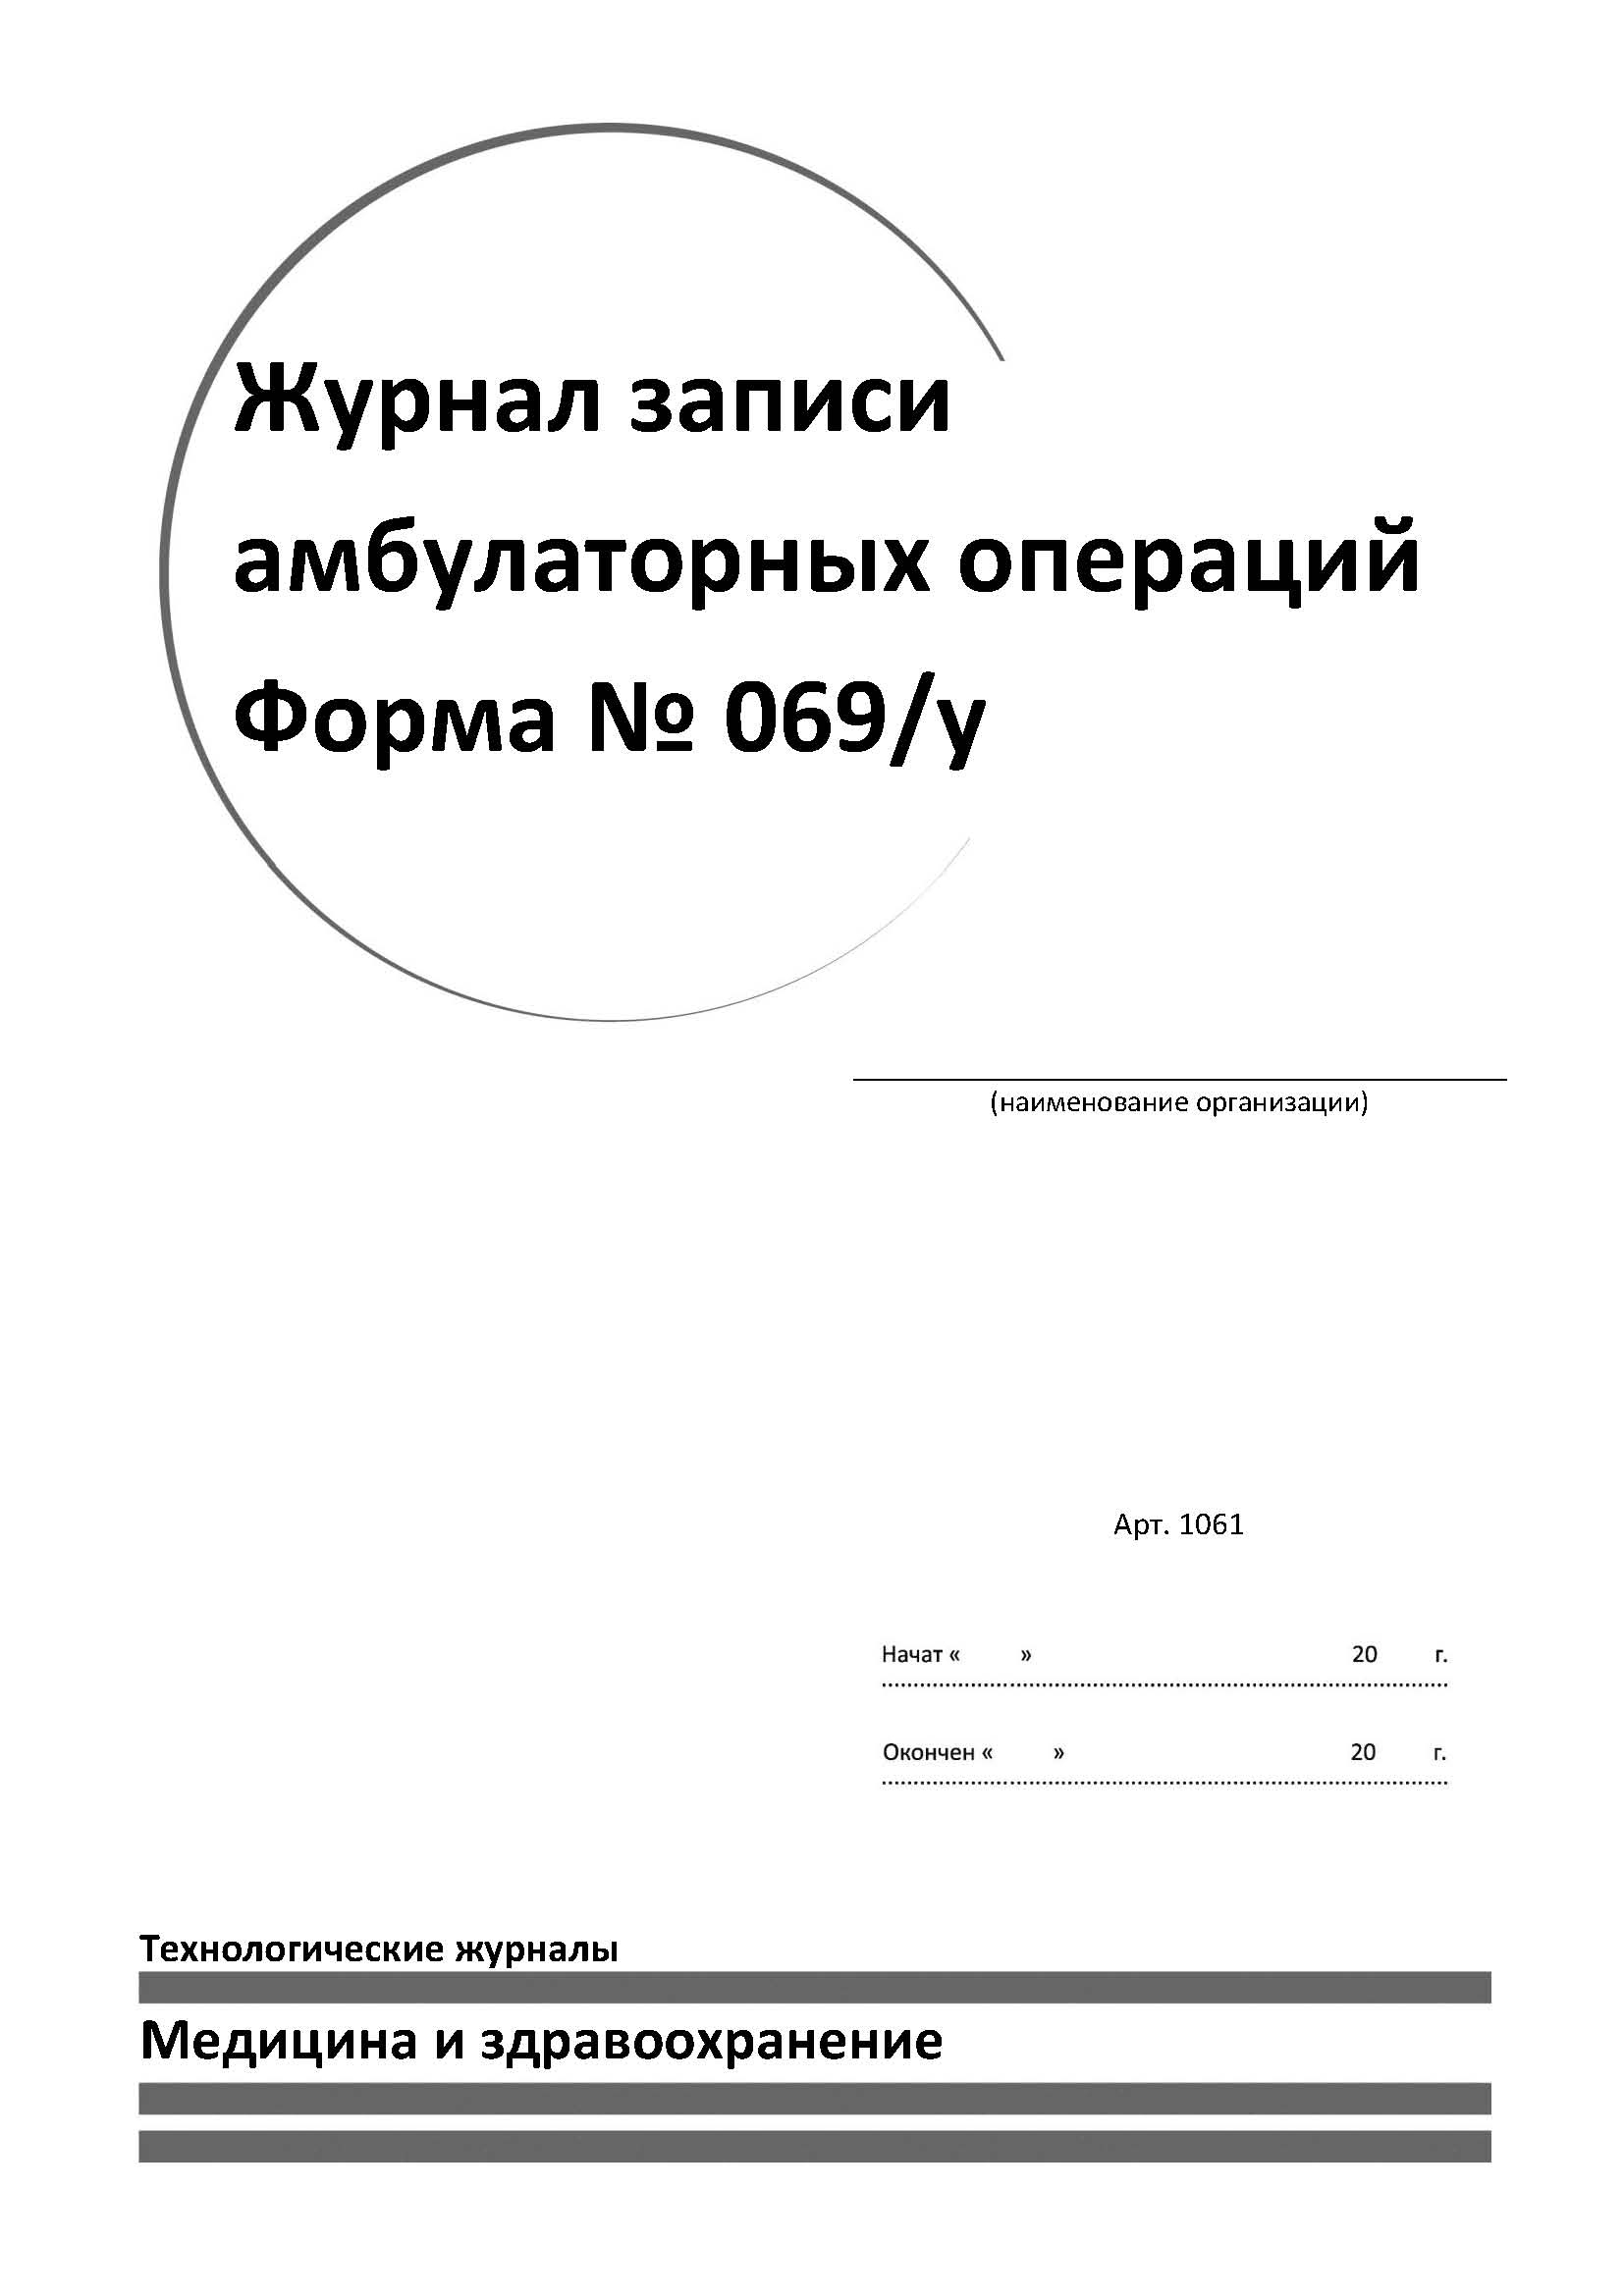 Журнал записи
амбулаторных операций
Форма № 069/у
(наименование организации)
Арт. 1061
Начат « » 20 г.
Окончен « » 20 г.
Технологические журналы
Медицина и здравоохранение